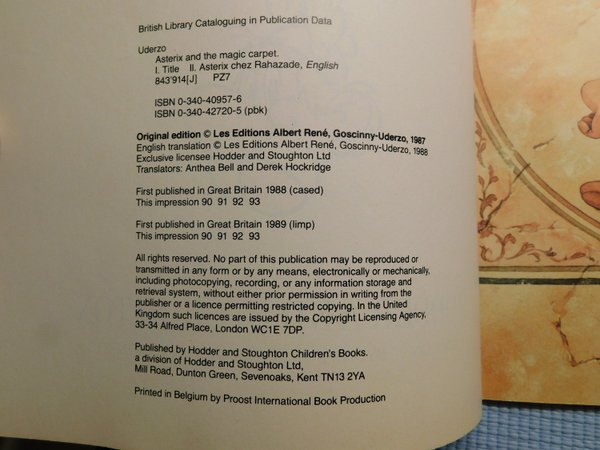 British Library Cataloguing in Publication Data
Uderzo
Asterix and the magic carpet.
I. Title II. Asterix chez Rahazade, English
843'914[J] PZ7
ISBN 0-340-40957-6
ISBN 0-340-42720-5 (pbk)
Original edition © Les Editions Albert René, Goscinny-Uderzo, 1987
English translation © Les Editions Albert René, Goscinny-Uderzo, 1988
Exclusive licensee Hodder and Stoughton Ltd
Translators: Anthea Bell and Derek Hockridge
First published in Great Britain 1988 (cased)
This impression 90 91 92 93
First published in Great Britain 1989 (limp)
This impression 90 91 92 93
All rights reserved. No part of this publication may be reproduced or
transmitted in any form or by any means, electronically or mechanically,
including photocopying, recording, or any information storage and
retrieval system, without either prior permission in writing from the
publisher or a licence permitting restricted copying. In the United
Kingdom such licences are issued by the Copyright Licensing Agency,
33-34 Alfred Place, London WC1E 7DP.
Published by Hodder and Stoughton Children's Books.
a division of Hodder and Stoughton Ltd,
Mill Road, Dunton Green, Sevenoaks, Kent TN13 2YA
Printed in Belgium by Proost International Book Production